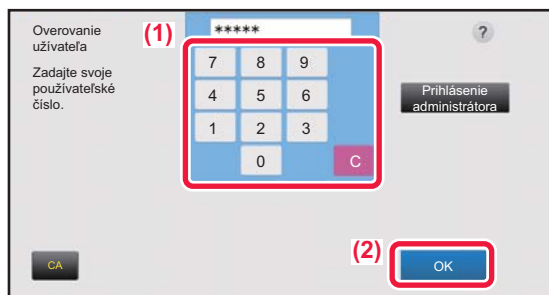 Overovanie
užívateľa
Zadajte svoje
používateľské
číslo.
(1)
*****
?
7 8 9
4 5 6
1 2 3
0 C
Prihlásenie
administrátora
CA
(2)
OK